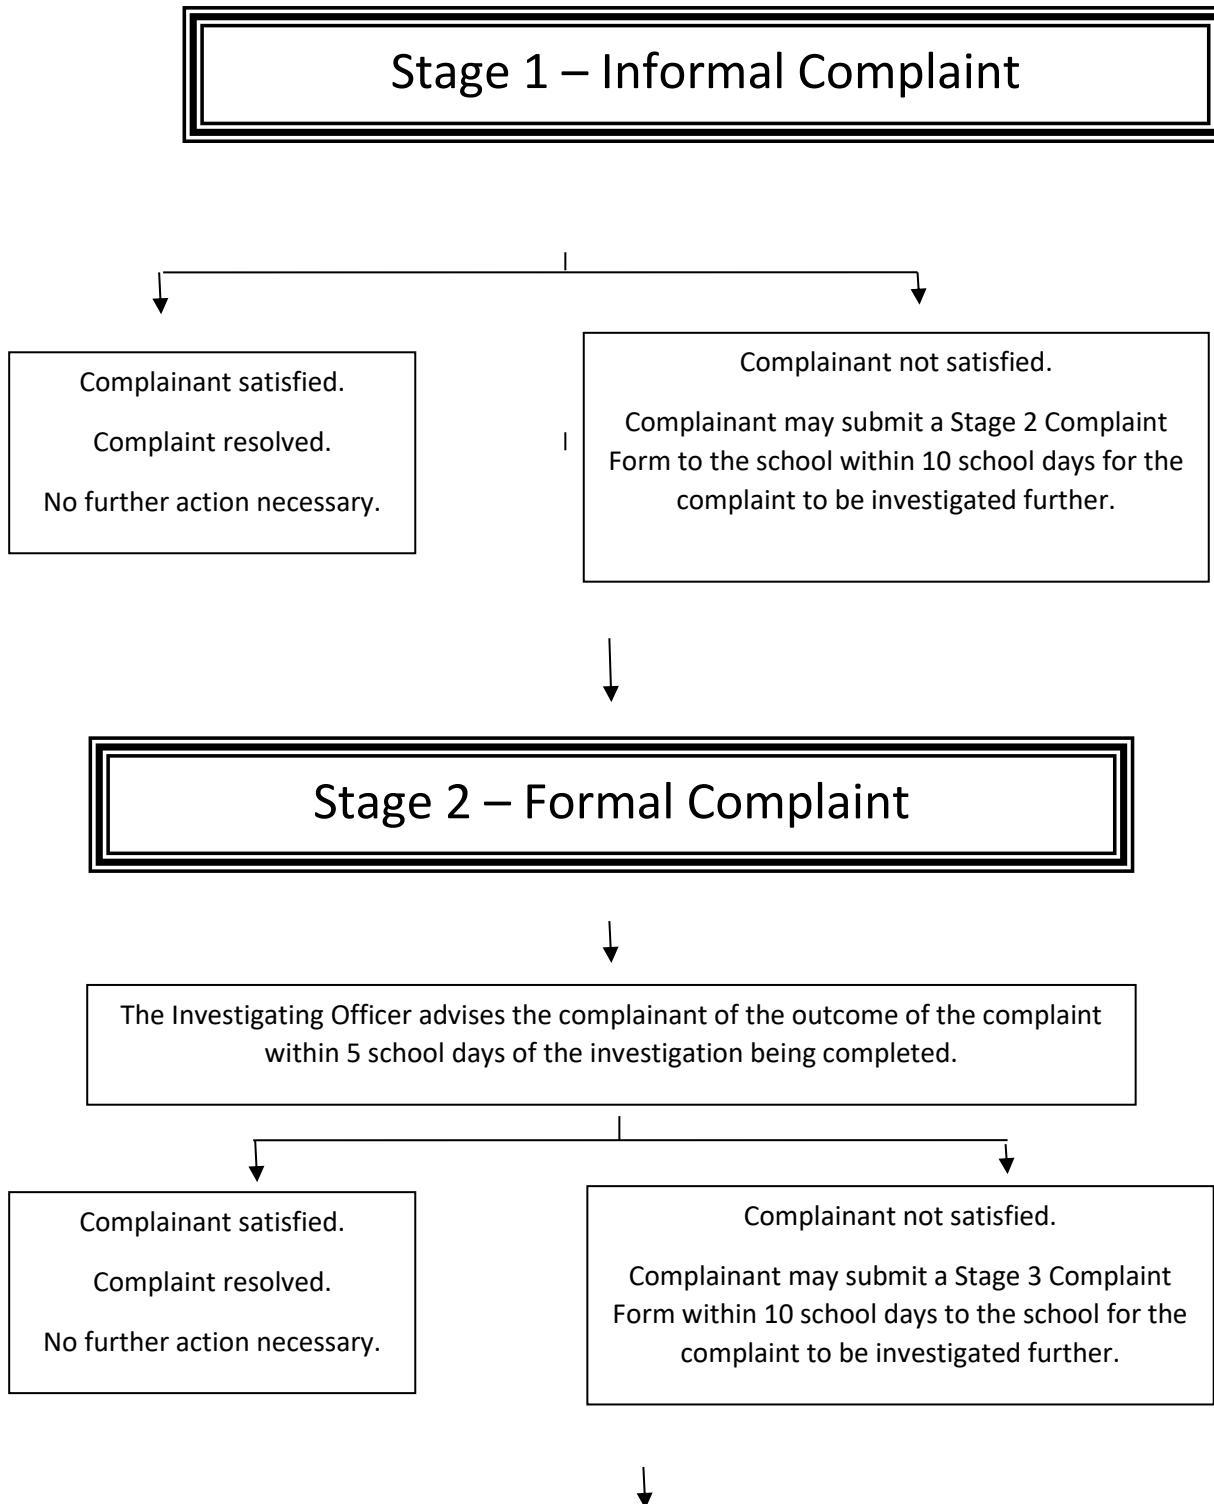 Stage 1 – Informal Complaint
Complainant satisfied.
Complaint resolved.
No further action necessary.
Complainant not satisfied.
Complainant may submit a Stage 2 Complaint
Form to the school within 10 school days for the
complaint to be investigated further.
Stage 2 – Formal Complaint
The Investigating Officer advises the complainant of the outcome of the complaint
within 5 school days of the investigation being completed.
Complainant satisfied.
Complaint resolved.
No further action necessary.
Complainant not satisfied.
Complainant may submit a Stage 3 Complaint
Form within 10 school days to the school for the
complaint to be investigated further.